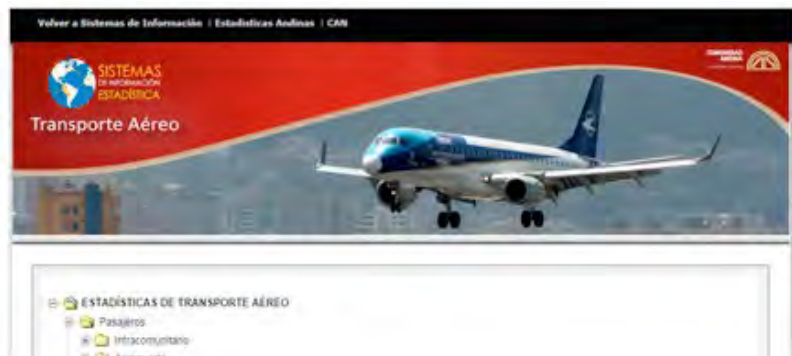 Volver a Sistemas de Información | Estadísticas Andinas | CAN
SISTEMAS
DE INFORMACIÓN
ESTADÍSTICA
COMUNIDAD
ANDINA
Transporte Aéreo
ESTADÍSTICAS DE TRANSPORTE AÉREO
Pasajeros
Intracomunitario